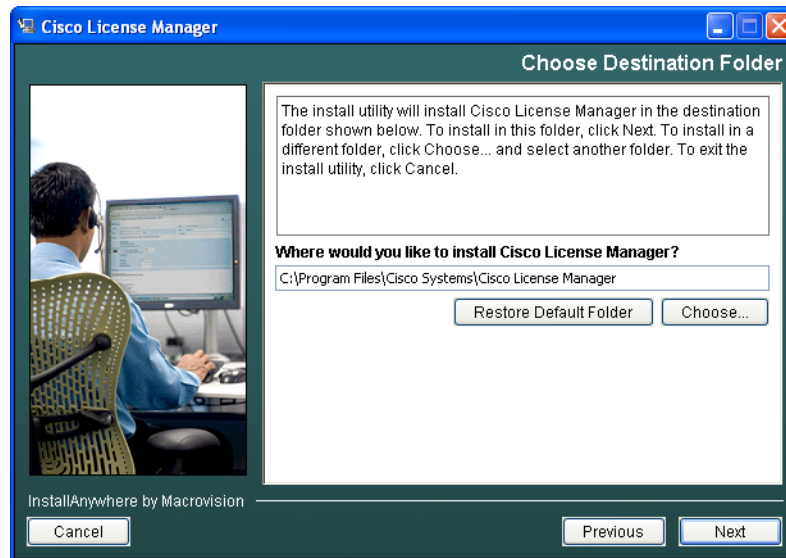 Cisco License Manager
Choose Destination Folder
The install utility will install Cisco License Manager in the destination
folder shown below. To install in this folder, click Next. To install in a
different folder, click Choose... and select another folder. To exit the
install utility, click Cancel.
Where would you like to install Cisco License Manager?
C:\Program Files\Cisco Systems\Cisco License Manager
Restore Default Folder
Choose...
InstallAnywhere by Macrovision
Cancel
Previous
Next